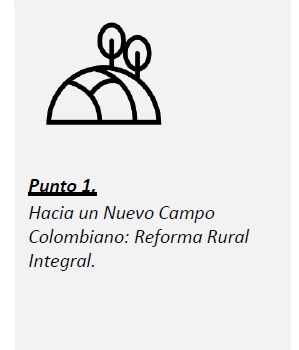 Punto 1.
Hacia un Nuevo Campo
Colombiano: Reforma Rural
Integral.